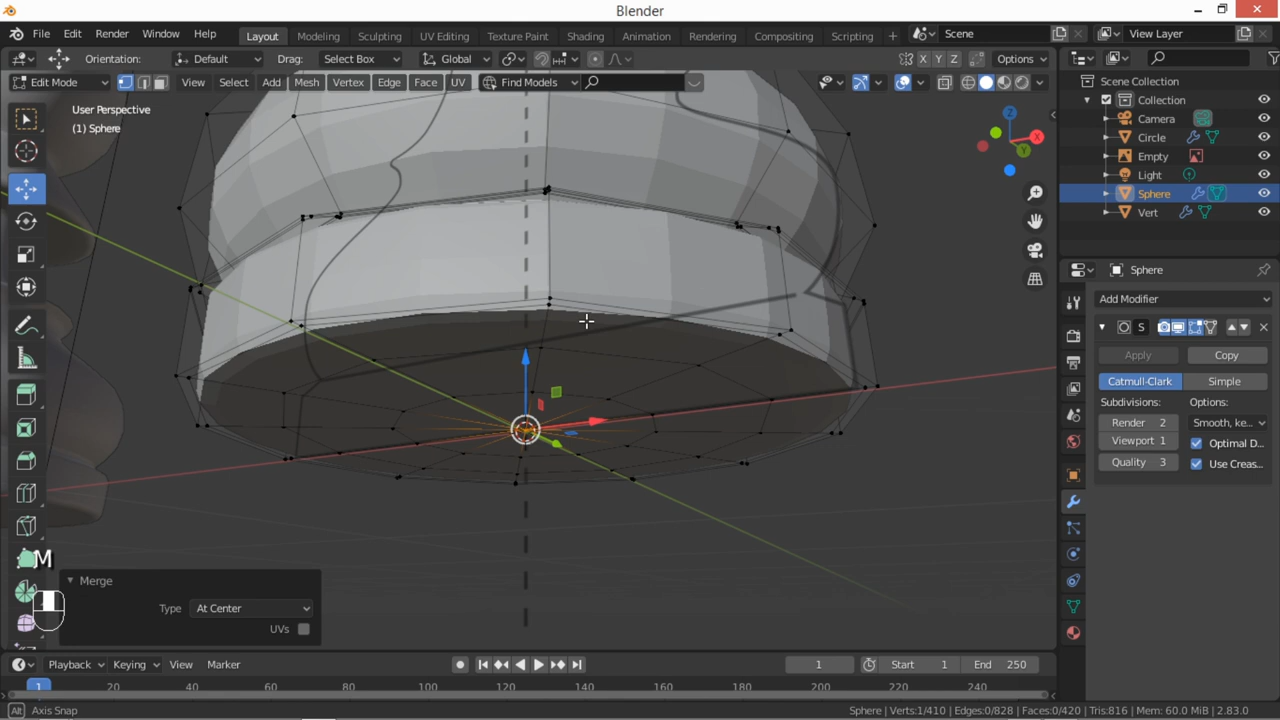 Blender
File Edit Render Window Help Layout Modeling Sculpting UV Editing Texture Paint Shading Animation Rendering Compositing Scripting + Scene View Layer
Orientation: Default Drag: Select Box Global X Y Z Options
Edit Mode View Select Add Mesh Vertex Edge Face UV Find Models
User Perspective
(1) Sphere
Scene Collection
Collection
Camera
Circle
Empty
Light
Sphere
Vert
Z
X
Y
Sphere
Add Modifier
S
Apply Copy
Catmull-Clark Simple
Subdivisions: Options:
Render 2 Smooth, ke...
Viewport 1 Optimal D...
Quality 3 Use Creas...
M
Merge
Type At Center
UVs
Playback Keying View Marker 1 Start 1 End 250
1 20 40 60 80 100 120 140 160 180 200 220 240
Alt Axis Snap
Sphere | Verts:1/410 | Edges:0/828 | Faces:0/420 | Tris:816 | Mem: 60.0 MiB | 2.83.0